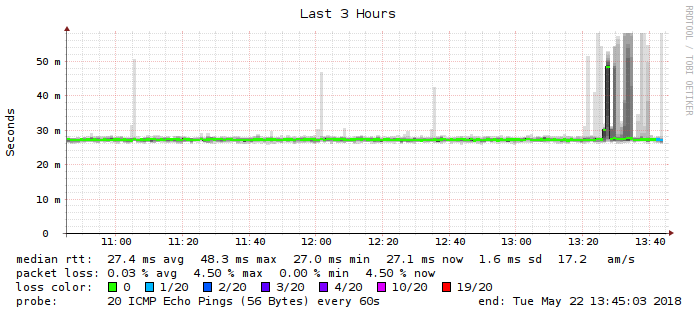 Last 3 Hours
RRDTOOL / TOBI OETIKER
Seconds
50 m
40 m
30 m
20 m
10 m
0
11:00 11:20 11:40 12:00 12:20 12:40 13:00 13:20 13:40
median rtt: 27.4 ms avg 48.3 ms max 27.0 ms min 27.1 ms now 1.6 ms sd 17.2 am/s
packet loss: 0.03 % avg 4.50 % max 0.00 % min 4.50 % now
loss color: 0 1/20 2/20 3/20 4/20 10/20 19/20
probe: 20 ICMP Echo Pings (56 Bytes) every 60s end: Tue May 22 13:45:03 2018